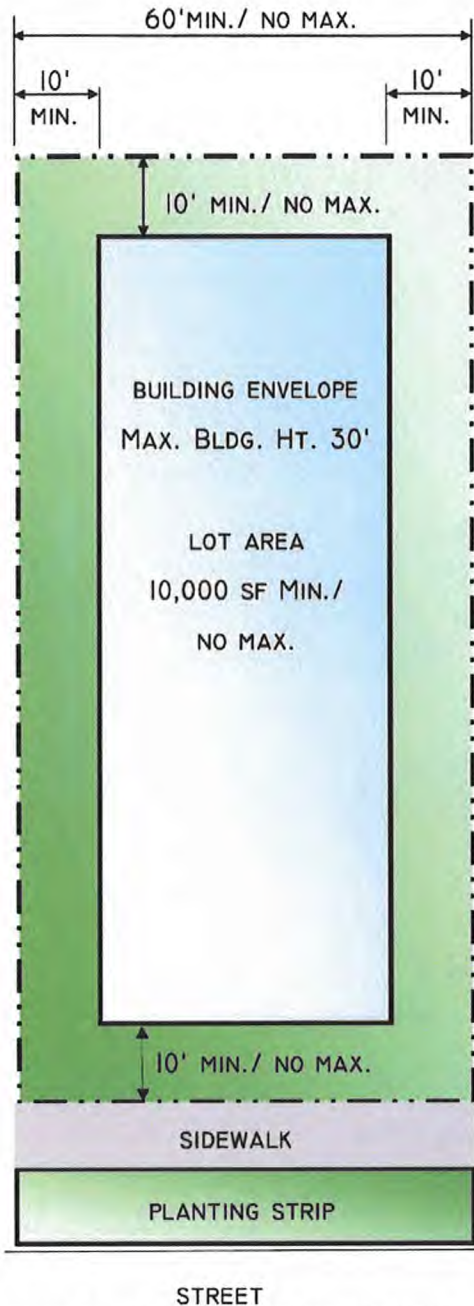 60'MIN./ NO MAX.
10'
MIN.
10'
MIN.
10' MIN./ NO MAX.
BUILDING ENVELOPE
MAX. BLDG. HT. 30'
LOT AREA
10,000 SF MIN./
NO MAX.
10' MIN./ NO MAX.
SIDEWALK
PLANTING STRIP
STREET